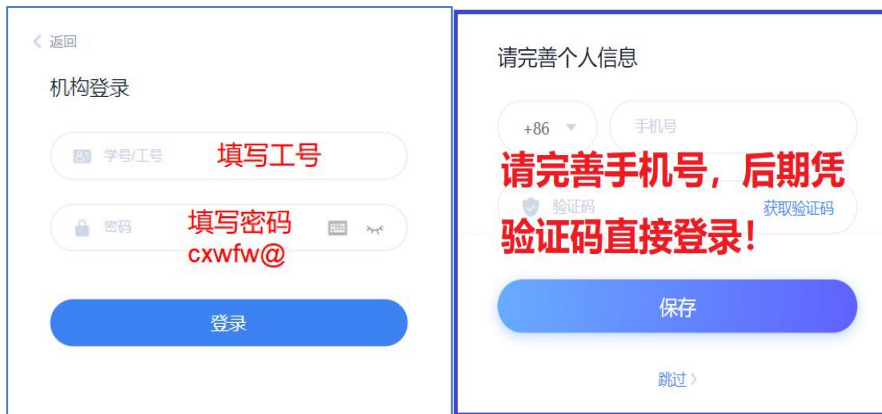 返回
机构登录
学号/工号
填写工号
密码
填写密码
cxwfw@
登录
请完善个人信息
+86
手机号
请完善手机号，后期凭
验证码
获取验证码
验证码直接登录！
保存
跳过